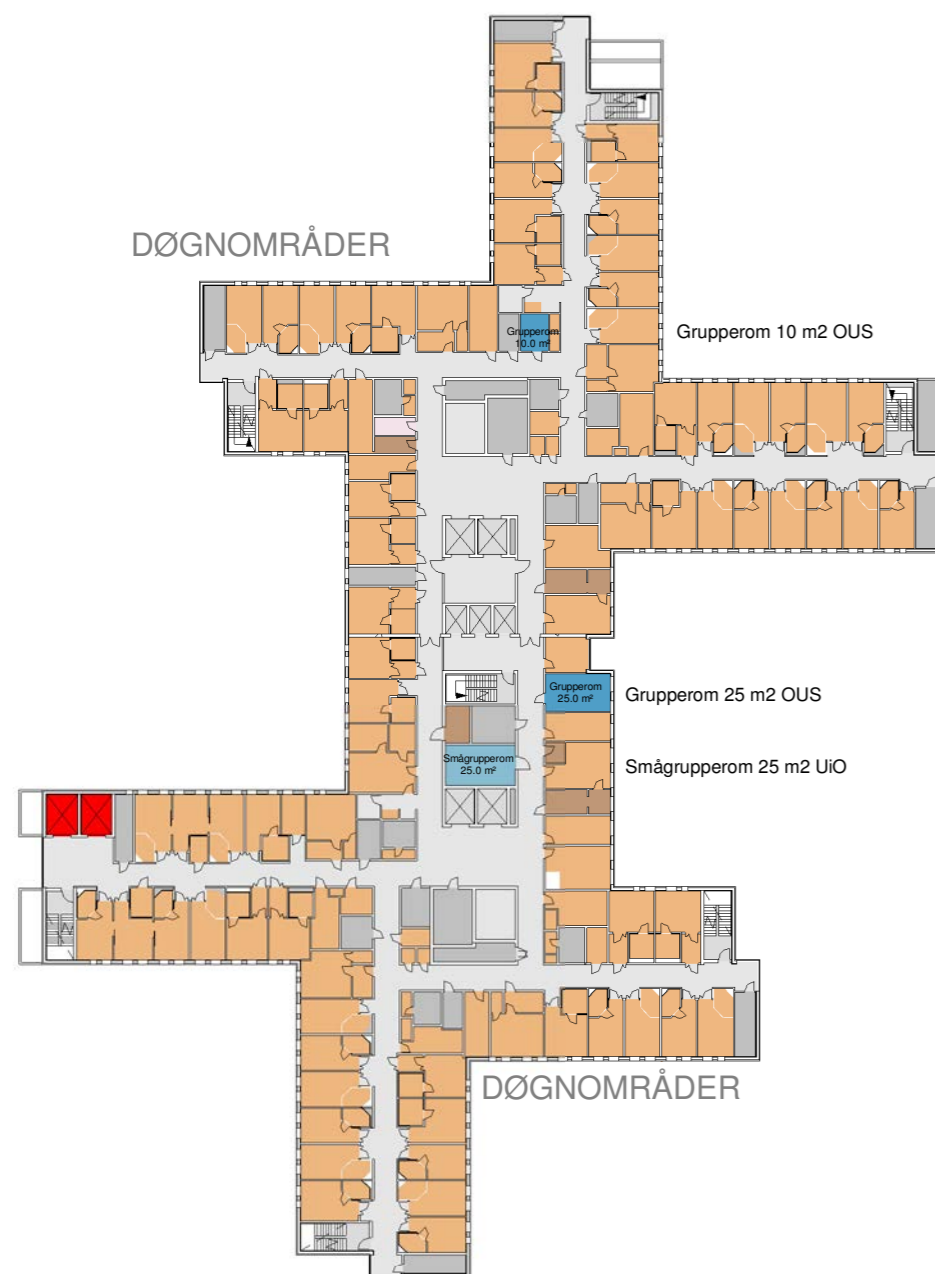 DØGNOMRÅDER
Grupperom
10.0 m²
Grupperom 10 m2 OUS
Grupperom
25.0 m²
Grupperom 25 m2 OUS
Smågrupperom
25.0 m²
Smågrupperom 25 m2 UiO
DØGNOMRÅDER